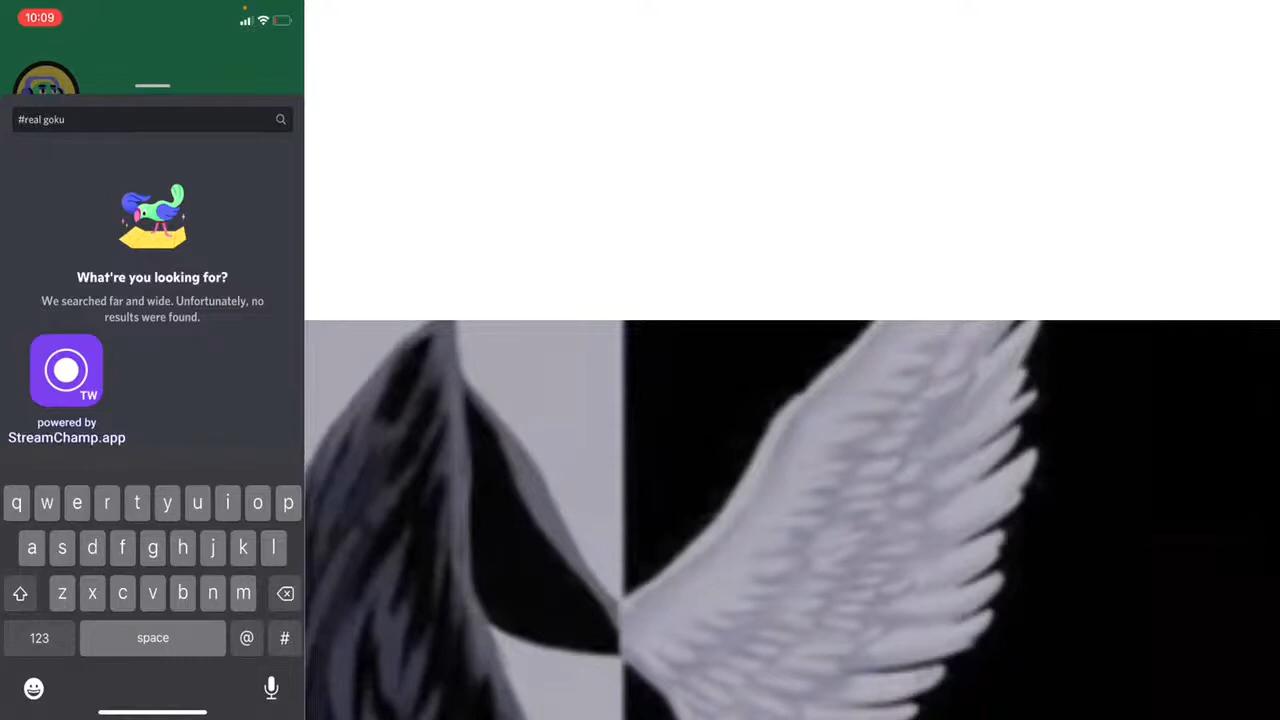 10:09
#real goku
What're you looking for?
We searched far and wide. Unfortunately, no
results were found.
TW
powered by
StreamChamp.app
q w e r t y u i o p
a s d f g h j k l
z x c v b n m
123 space @ #